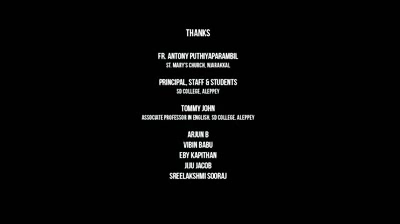 THANKS
FR. ANTONY PUTHIYAPARAMBIL
ST. MARY'S CHURCH, NJARAKKAL
PRINCIPAL, STAFF & STUDENTS
SD COLLEGE, ALEPPEY
TOMMY JOHN
ASSOCIATE PROFESSOR IN ENGLISH, SD COLLEGE, ALEPPEY
ARJUN B
VIBIN BABU
EBY KAPITHAN
JIJU JACOB
SREELAKSHMI SOORAJ